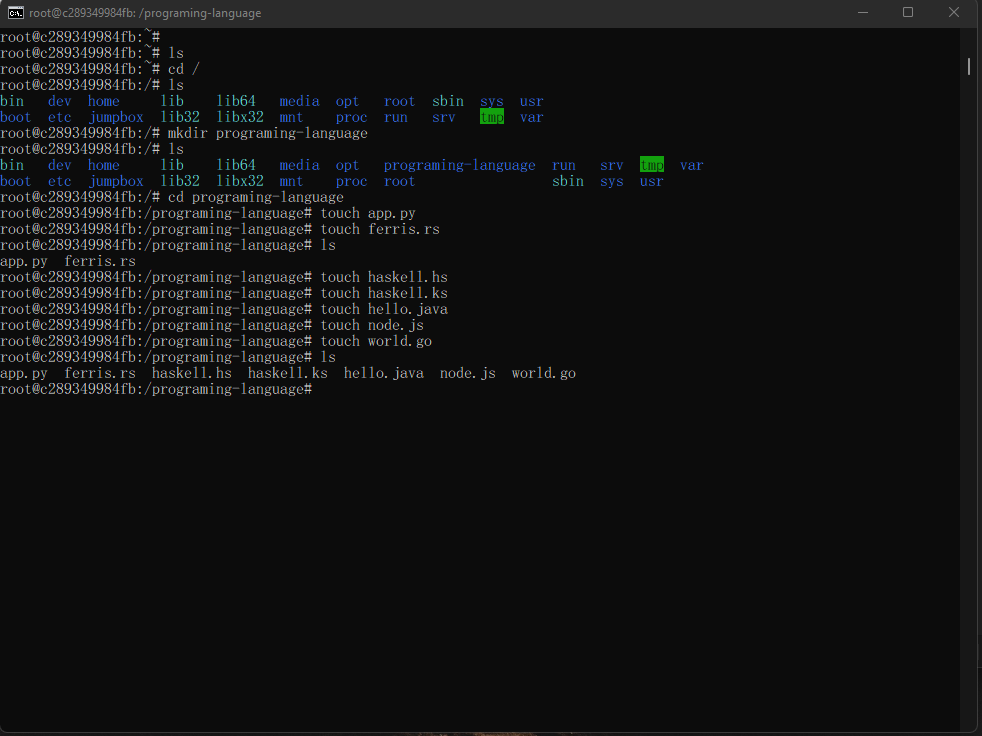 root@c289349984fb: /programing-language
root@c289349984fb:~#
root@c289349984fb:~# ls
root@c289349984fb:~# cd /
root@c289349984fb:/# ls
bin   dev  home     lib    lib64   media  opt   root  sbin  sys  usr
boot  etc  jumpbox  lib32  libx32  mnt    proc  run   srv   tmp  var
root@c289349984fb:/# mkdir programing-language
root@c289349984fb:/# ls
bin   dev  home     lib    lib64   media  opt   programing-language  run   srv  tmp  var
boot  etc  jumpbox  lib32  libx32  mnt    proc  root                 sbin  sys  usr
root@c289349984fb:/# cd programing-language
root@c289349984fb:/programing-language# touch app.py
root@c289349984fb:/programing-language# touch ferris.rs
root@c289349984fb:/programing-language# ls
app.py  ferris.rs
root@c289349984fb:/programing-language# touch haskell.hs
root@c289349984fb:/programing-language# touch haskell.ks
root@c289349984fb:/programing-language# touch hello.java
root@c289349984fb:/programing-language# touch node.js
root@c289349984fb:/programing-language# touch world.go
root@c289349984fb:/programing-language# ls
app.py  ferris.rs  haskell.hs  haskell.ks  hello.java  node.js  world.go
root@c289349984fb:/programing-language#